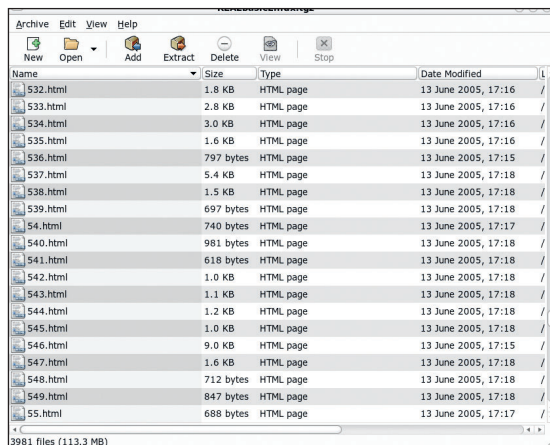 Archive Edit View Help
New Open Add Extract Delete View Stop
Name Size Type Date Modified L
532.html 1.8 KB HTML page 13 June 2005, 17:16 /
533.html 2.8 KB HTML page 13 June 2005, 17:16 /
534.html 3.0 KB HTML page 13 June 2005, 17:16 /
535.html 1.6 KB HTML page 13 June 2005, 17:16 /
536.html 797 bytes HTML page 13 June 2005, 17:15 /
537.html 5.4 KB HTML page 13 June 2005, 17:18 /
538.html 1.5 KB HTML page 13 June 2005, 17:18 /
539.html 697 bytes HTML page 13 June 2005, 17:18 /
54.html 740 bytes HTML page 13 June 2005, 17:17 /
540.html 981 bytes HTML page 13 June 2005, 17:18 /
541.html 618 bytes HTML page 13 June 2005, 17:18 /
542.html 1.0 KB HTML page 13 June 2005, 17:18 /
543.html 1.1 KB HTML page 13 June 2005, 17:18 /
544.html 1.2 KB HTML page 13 June 2005, 17:18 /
545.html 1.0 KB HTML page 13 June 2005, 17:18 /
546.html 9.0 KB HTML page 13 June 2005, 17:15 /
547.html 1.6 KB HTML page 13 June 2005, 17:18 /
548.html 712 bytes HTML page 13 June 2005, 17:18 /
549.html 847 bytes HTML page 13 June 2005, 17:18 /
55.html 688 bytes HTML page 13 June 2005, 17:17 /
3981 files (113.3 MB)